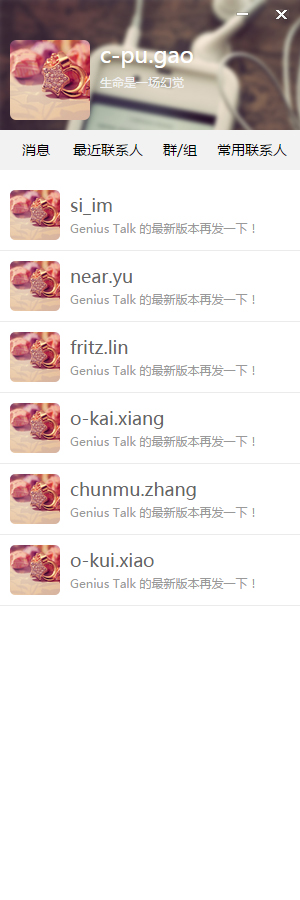 c-pu.gao
生命是一场幻觉
消息 最近联系人 群/组 常用联系人
si_im
Genius Talk 的最新版本再发一下！
near.yu
Genius Talk 的最新版本再发一下！
fritz.lin
Genius Talk 的最新版本再发一下！
o-kai.xiang
Genius Talk 的最新版本再发一下！
chunmu.zhang
Genius Talk 的最新版本再发一下！
o-kui.xiao
Genius Talk 的最新版本再发一下！